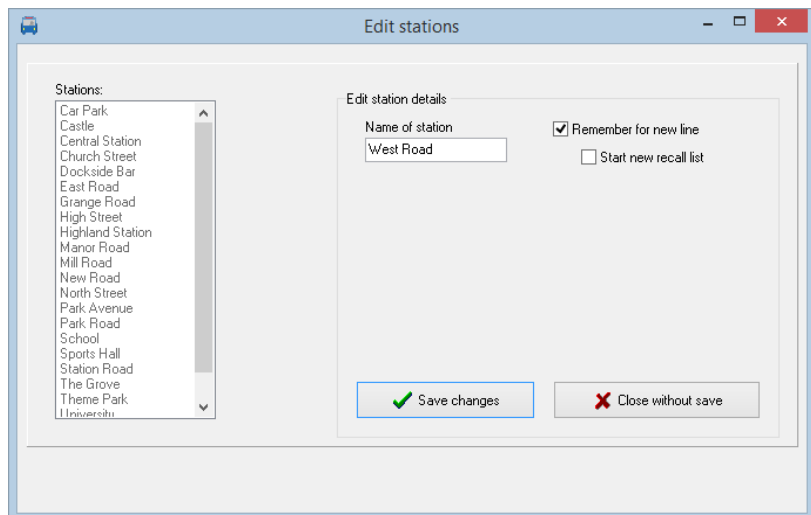 Edit stations
Stations:
Car Park
Castle
Central Station
Church Street
Dockside Bar
East Road
Grange Road
High Street
Highland Station
Manor Road
Mill Road
New Road
North Street
Park Avenue
Park Road
School
Sports Hall
Station Road
The Grove
Theme Park
University
Edit station details
Name of station
West Road
Remember for new line
Start new recall list
Save changes
Close without save